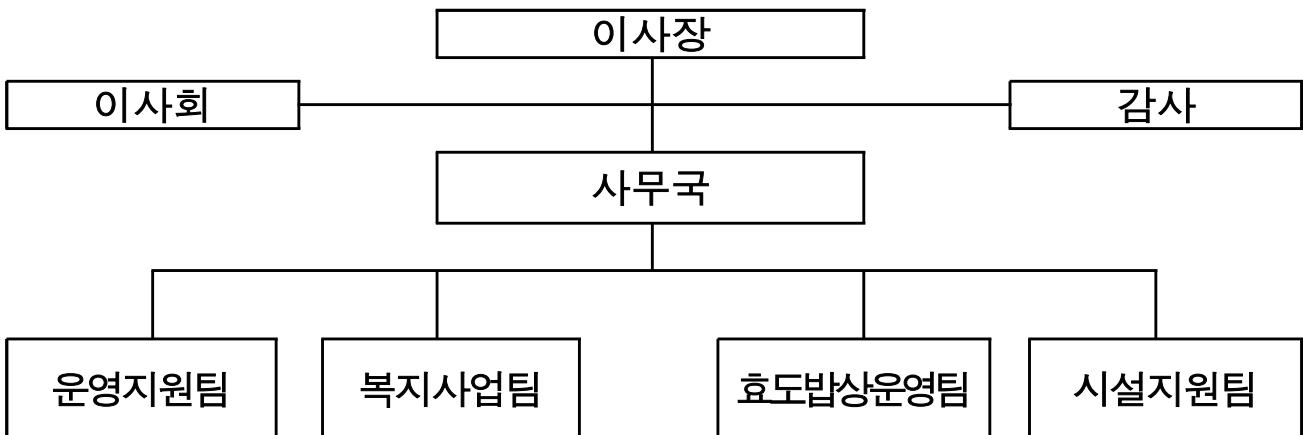 이사장
이사회
감사
사무국
운영지원팀
복지사업팀
효도밥상운영팀
시설지원팀